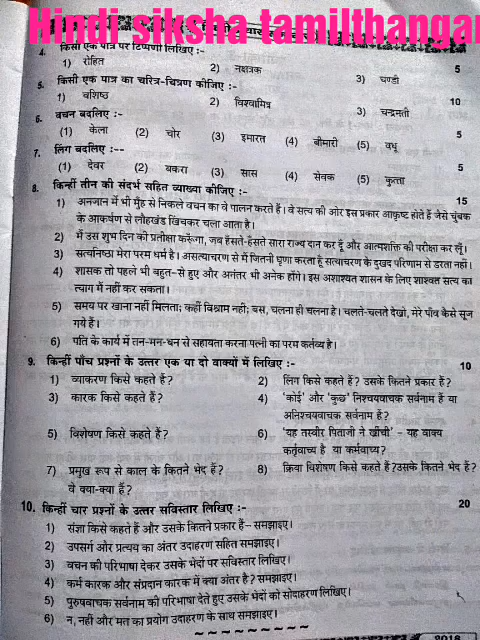 Hindi siksha tamilthangam
4. किसी एक पात्र पर टिप्पणी लिखिए :-
1) रोहित 2) नक्षत्रक 3) चण्डी 5
5. किसी एक पात्र का चरित्र-चित्रण कीजिए :-
1) वशिष्ठ 2) विश्वामित्र 3) चन्द्रमती 10
6. वचन बदलिए :-
(1) केला (2) चोर (3) इमारत (4) बीमारी (5) वधू 5
7. लिंग बदलिए :--
(1) देवर (2) बकरा (3) सास (4) सेवक (5) कुत्ता 5
8. किन्हीं तीन की संदर्भ सहित व्याख्या कीजिए :- 15
1) अनजान में भी मुँह से निकले वचन का वे पालन करते हैं। वे सत्य की ओर इस प्रकार आकृष्ट होते हैं जैसे चुंबक
के आकर्षण से लौहखंड खिंचकर चला आता है।
2) मैं उस शुभ दिन की प्रतीक्षा करूंगा, जब हँसते-हँसते सारा राज्य दान कर दूँ और आत्मशक्ति की परीक्षा कर लूँ।
3) सत्यनिष्ठा मेरा परम धर्म है। असत्याचरण से मैं जितनी घृणा करता हूँ सत्याचरण के दुखद परिणाम से डरता नहीं।
4) शासक तो पहले भी बहुत-से हुए और अनंतर भी अनेक होंगे। इस अशाश्वत शासन के लिए शाश्वत सत्य का
त्याग मैं नहीं कर सकता।
5) समय पर खाना नहीं मिलता; कहीं विश्राम नहीं; बस, चलना ही चलना है। चलते-चलते देखो, मेरे पाँव कैसे सूज
गये हैं।
6) पति के कार्य में तन-मन-धन से सहायता करना पत्नी का परम कर्तव्य है।
9. किन्हीं पाँच प्रश्नों के उत्तर एक या दो वाक्यों में लिखिए :- 10
1) व्याकरण किसे कहते हैं? 2) लिंग किसे कहते हैं? उसके कितने प्रकार हैं?
3) कारक किसे कहते हैं? 4) 'कोई' और 'कुछ' निश्चयवाचक सर्वनाम हैं या
अनिश्चयवाचक सर्वनाम है?
5) विशेषण किसे कहते हैं? 6) 'यह तस्वीर पिताजी ने खींची' - यह वाक्य
कर्तृवाच्य है या कर्मवाच्य?
7) प्रमुख रूप से काल के कितने भेद हैं? 8) क्रिया विशेषण किसे कहते हैं?उसके कितने भेद हैं?
वे क्या-क्या हैं?
10. किन्हीं चार प्रश्नों के उत्तर सविस्तार लिखिए :- 20
1) संज्ञा किसे कहते हैं और उसके कितने प्रकार हैं- समझाइए।
2) उपसर्ग और प्रत्यय का अंतर उदाहरण सहित समझाइए।
3) वचन की परिभाषा देकर उसके भेदों पर सविस्तार लिखिए।
4) कर्म कारक और संप्रदान कारक में क्या अंतर है? समझाइए।
5) पुरुषवाचक सर्वनाम की परिभाषा देते हुए उसके भेदों को सोदाहरण लिखिए।
6) न, नहीं और मत का प्रयोग उदाहरण के साथ समझाइए।
2018